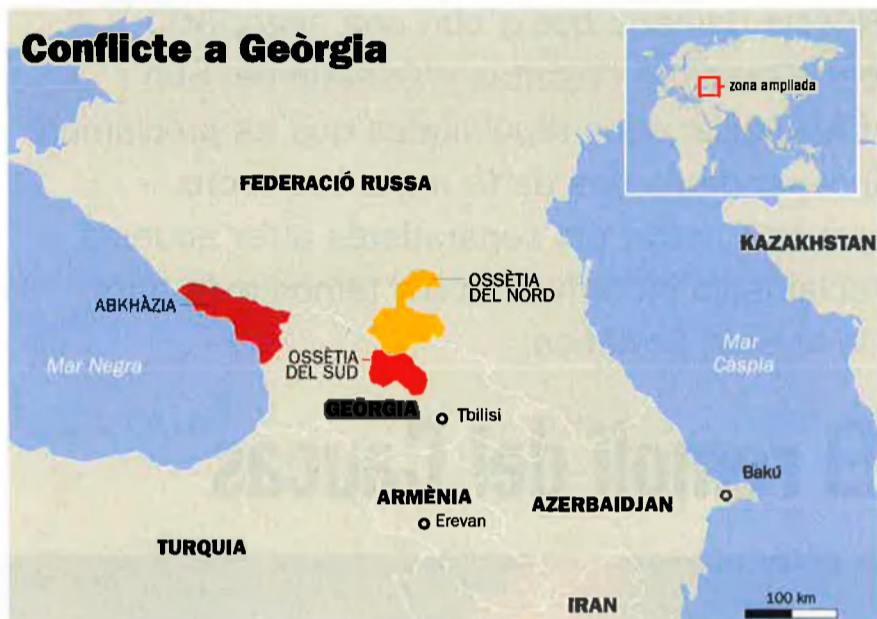 Conflicte a Geòrgia
zona ampliada
FEDERACIÓ RUSSA
KAZAKHSTAN
OSSÈTIA
DEL NORD
ABKHÀZIA
Mar Negra
OSSÈTIA
DEL SUD
Mar
Càspia
GEÒRGIA
Tbilisi
Bakú
ARMÈNIA
AZERBAIDJAN
Erevan
TURQUIA
IRAN
100 km